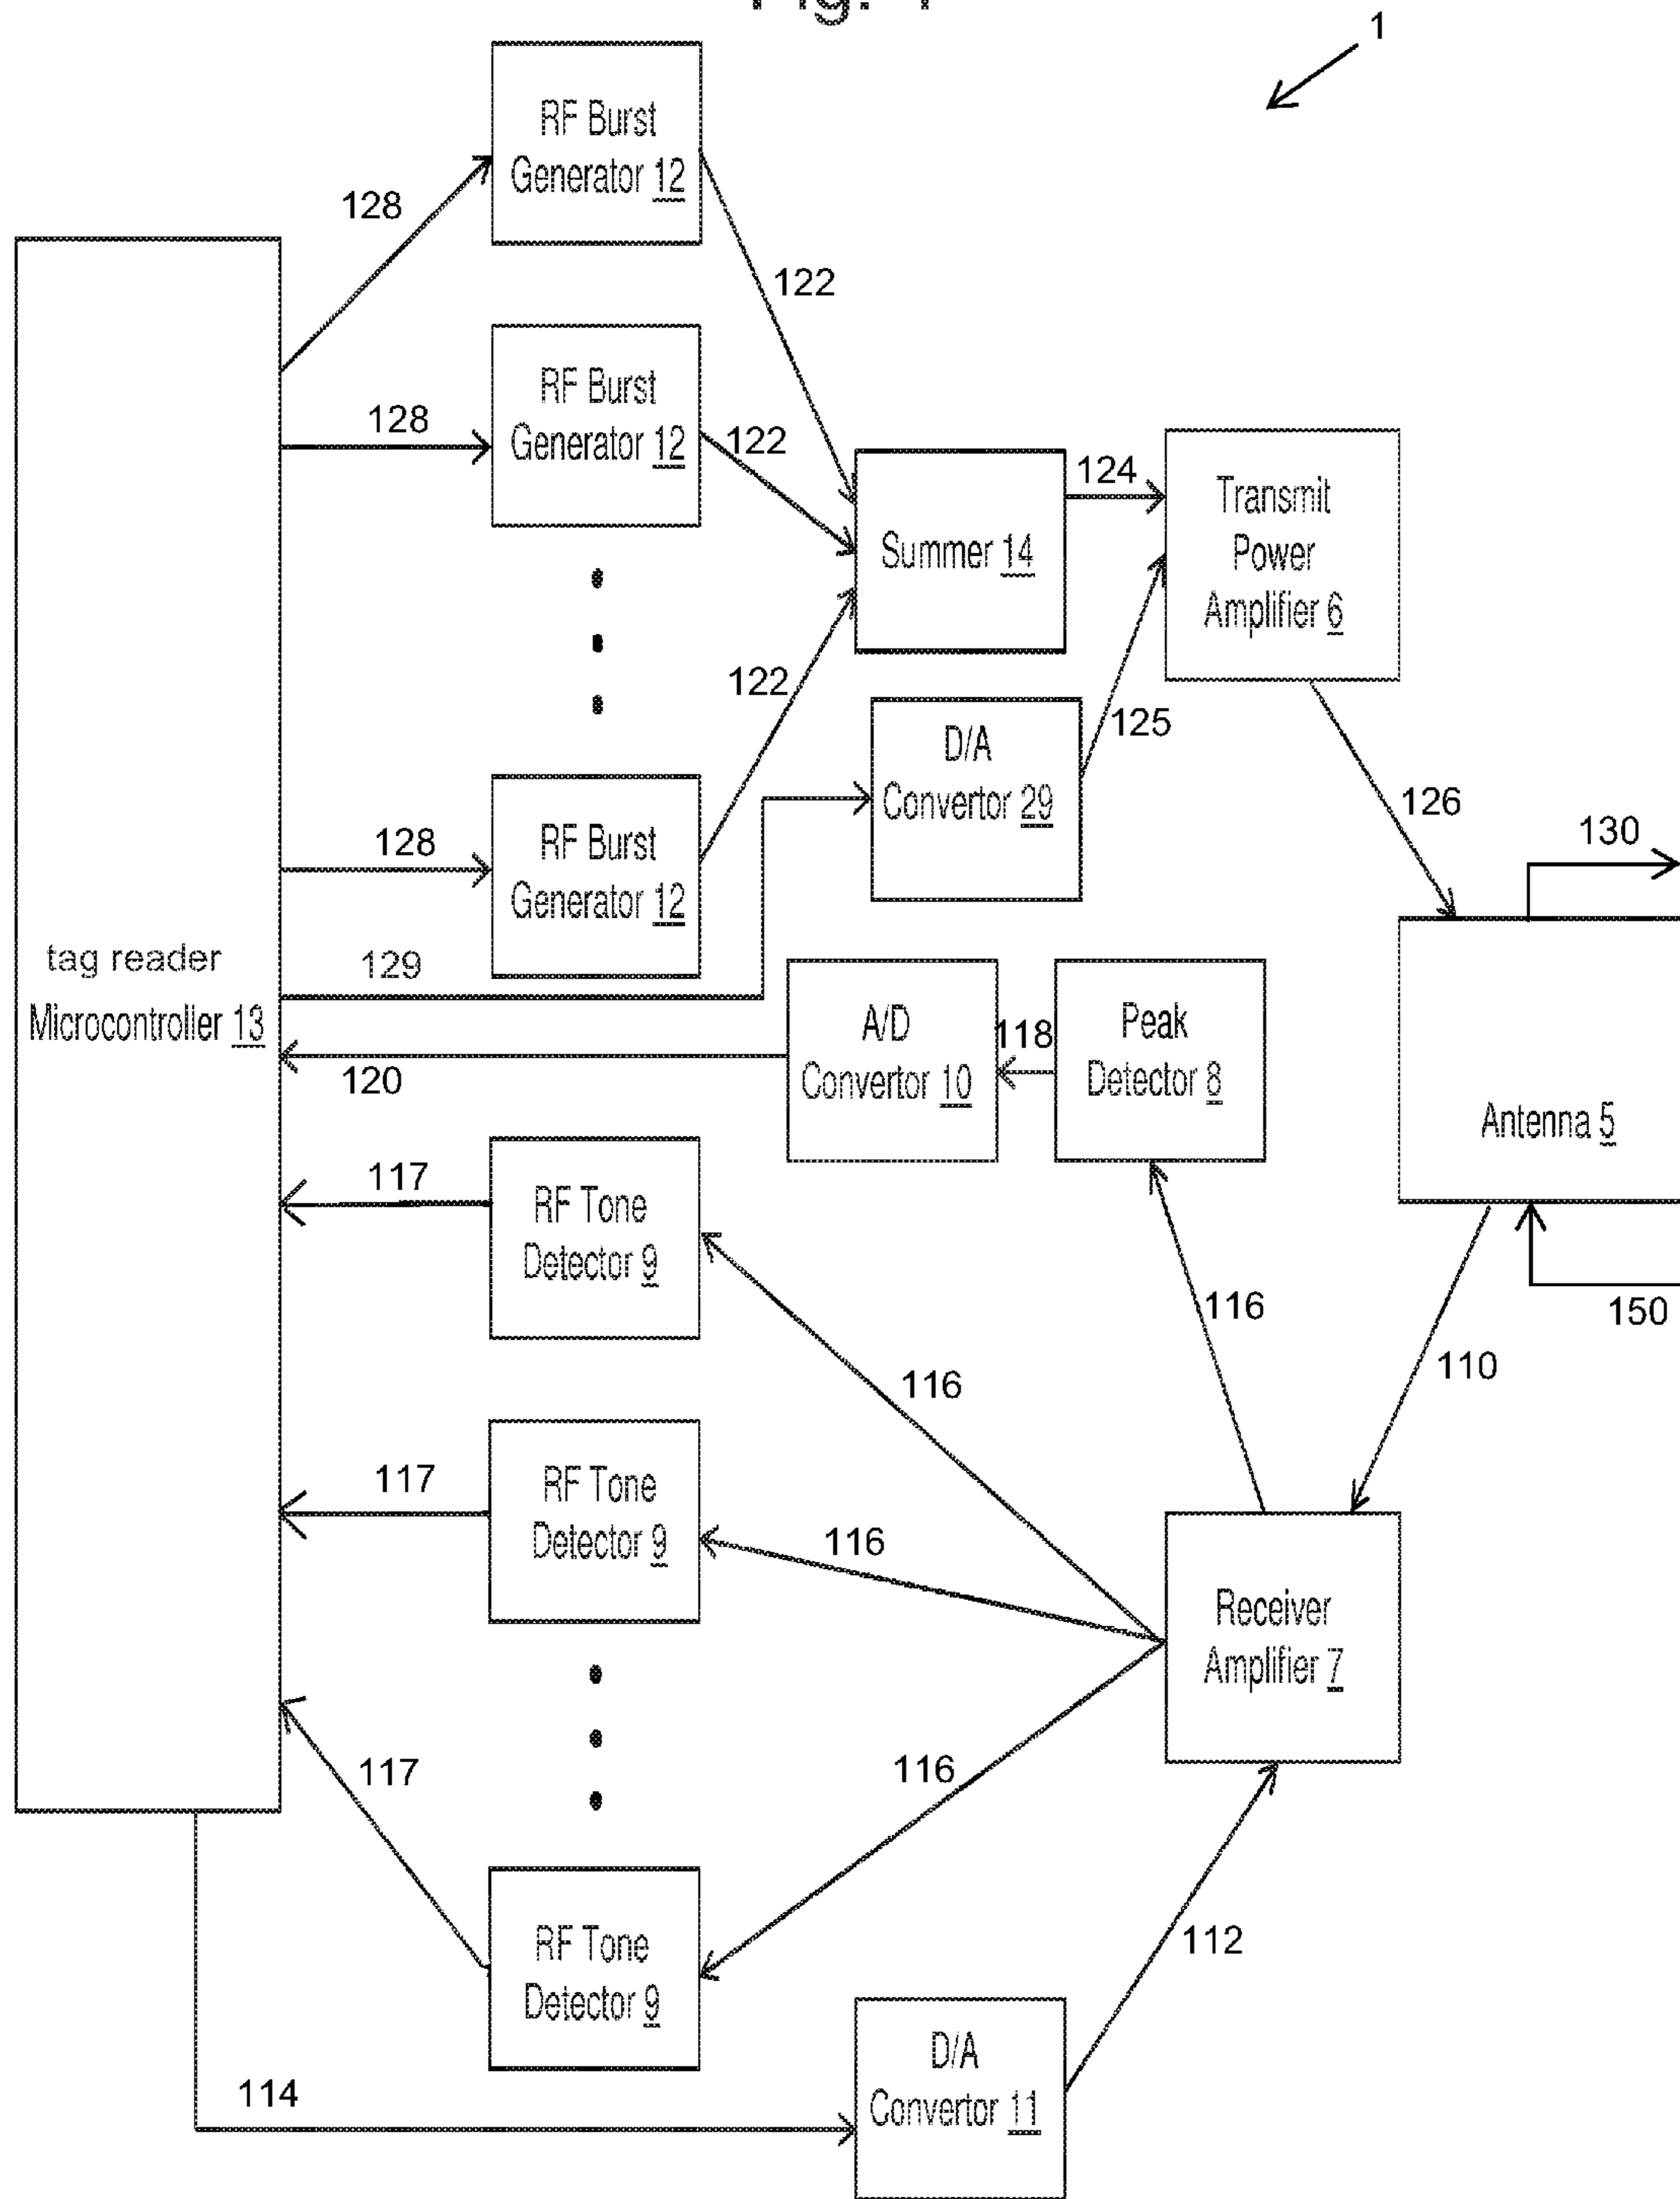 1
RF Burst
Generator 12
128
122
RF Burst
Generator 12
128
122
124
Transmit
Power
Amplifier 6
Summer 14
122
125
D/A
Convertor 29
126
130
128
RF Burst
Generator 12
tag reader
Microcontroller 13
129
A/D
Convertor 10
118
Peak
Detector 8
120
Antenna 5
117
RF Tone
Detector 9
116
150
110
116
117
RF Tone
Detector 9
116
Receiver
Amplifier 7
117
116
RF Tone
Detector 9
112
114
D/A
Convertor 11